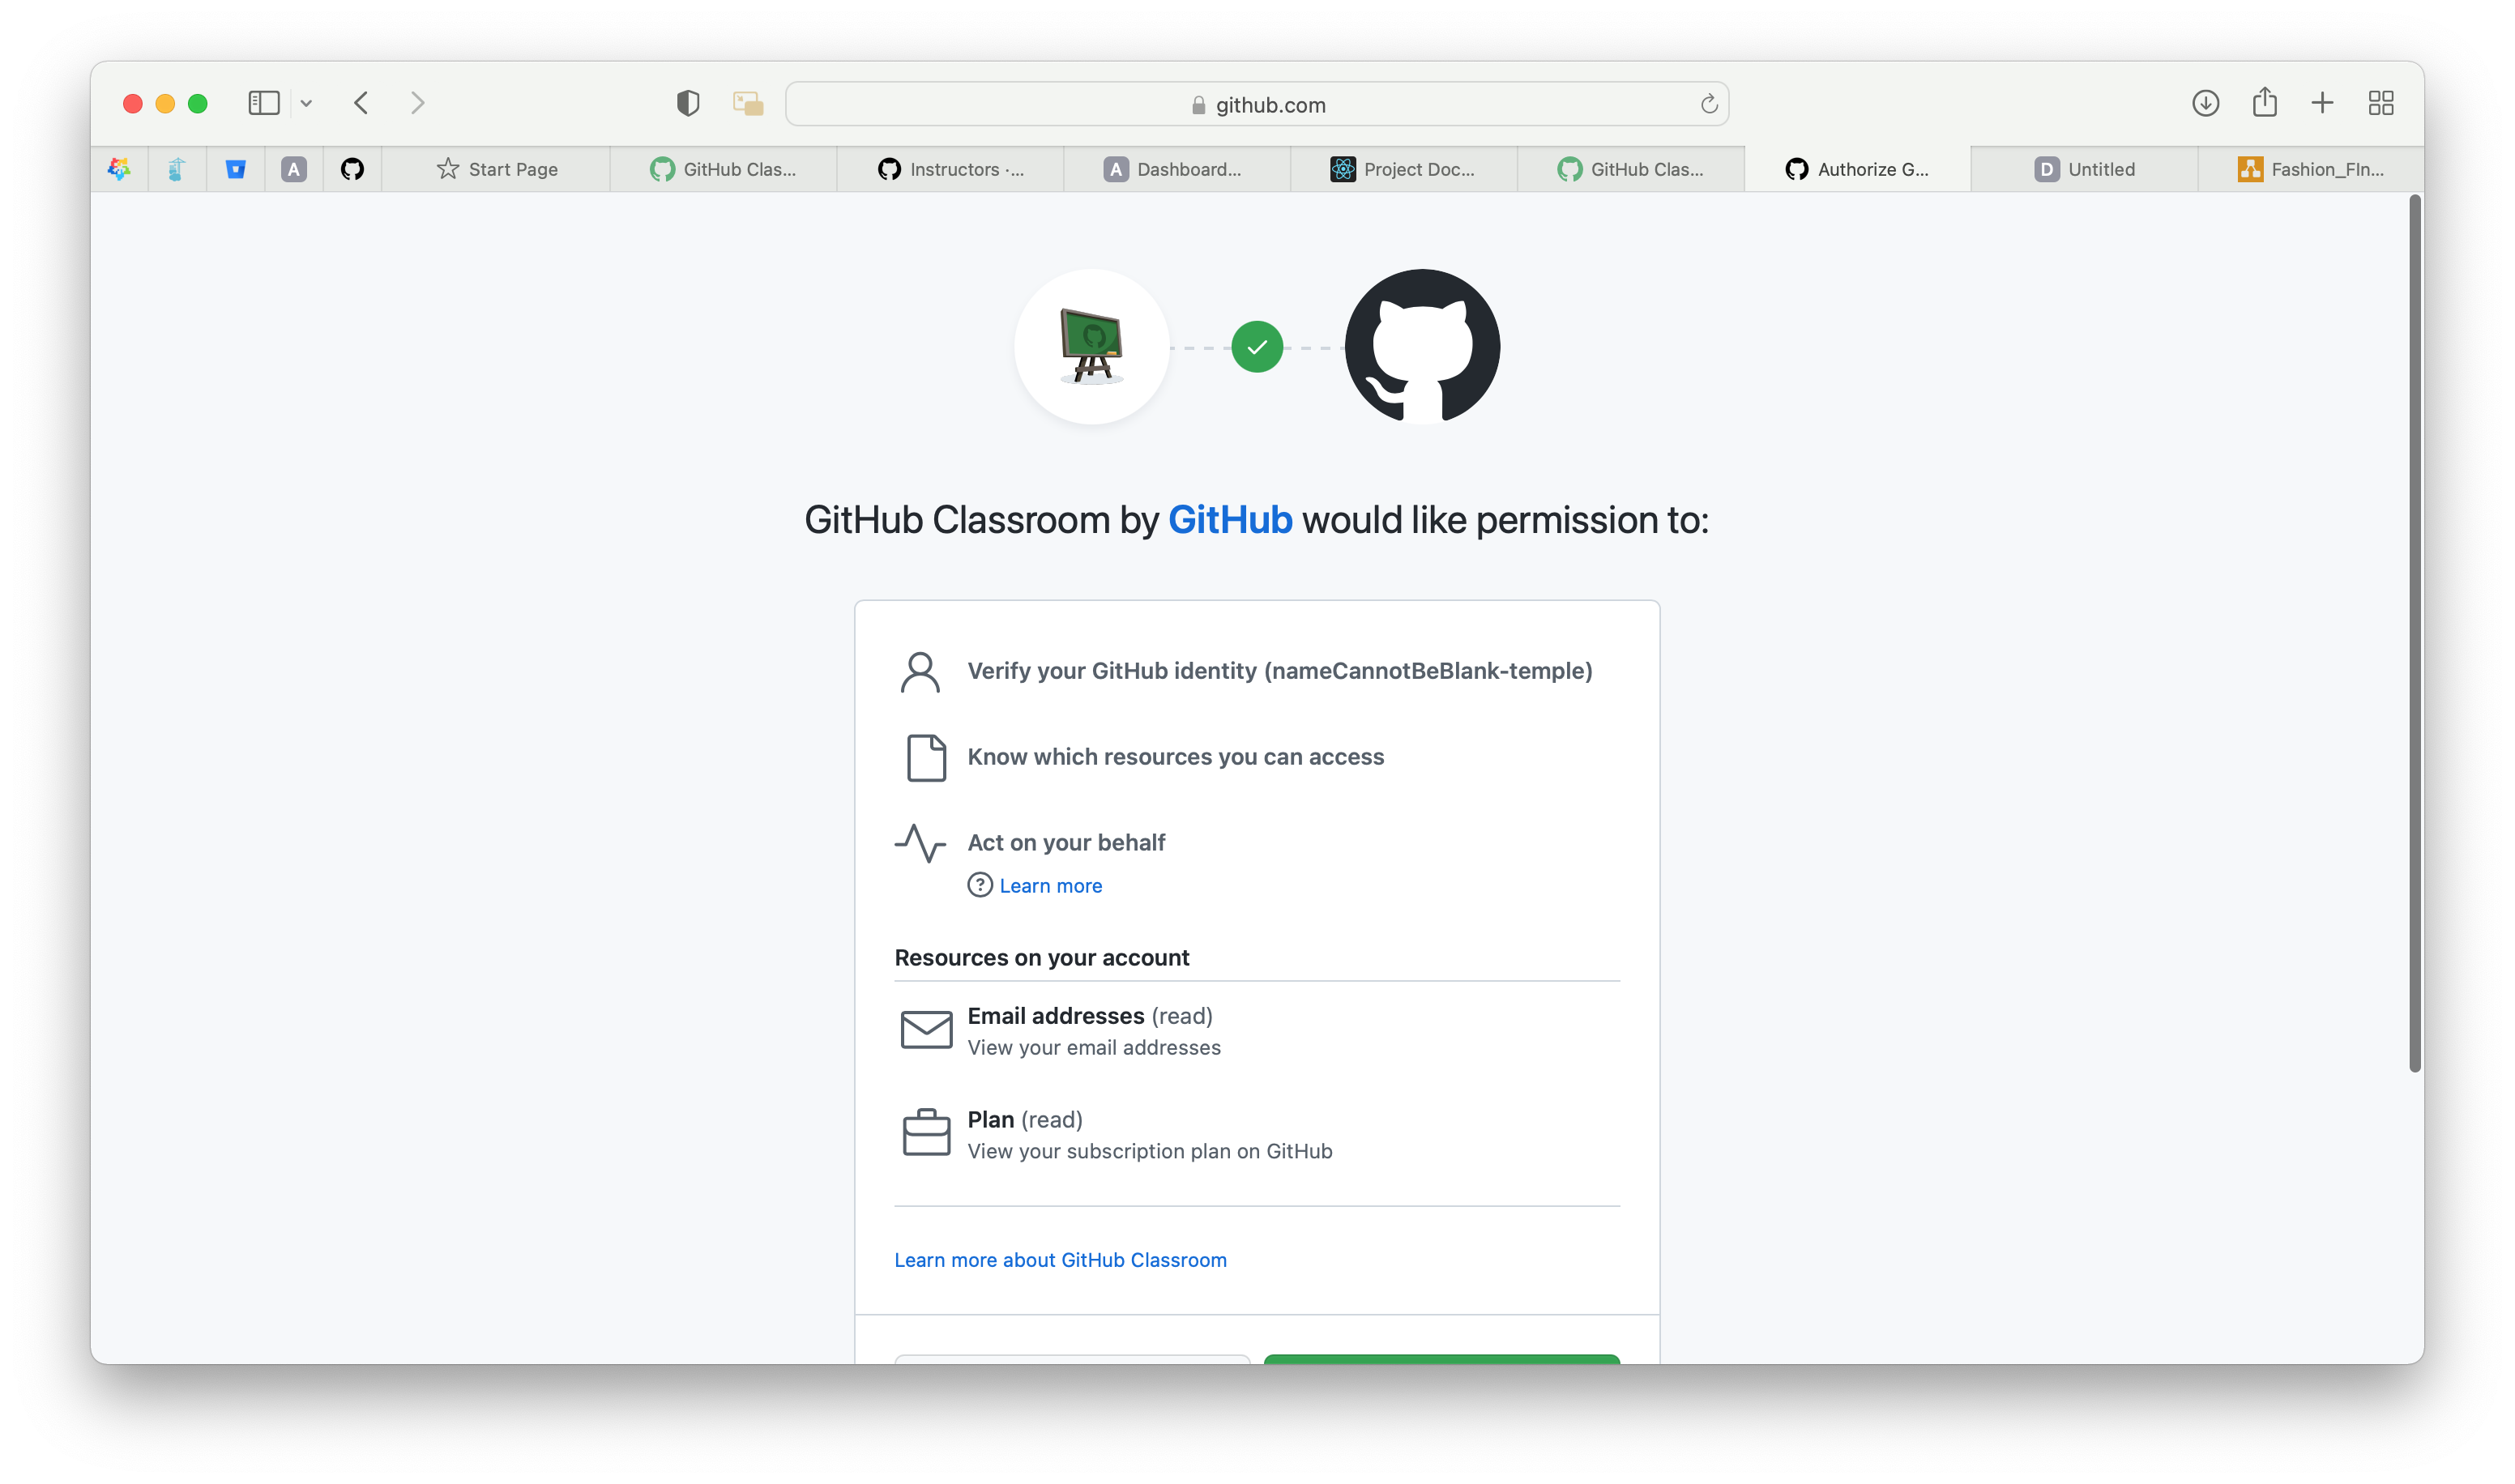 github.com
A
Start Page
GitHub Clas...
Instructors ·...
A Dashboard...
Project Doc...
GitHub Clas...
Authorize G...
D Untitled
Fashion_FIn...
GitHub Classroom by GitHub would like permission to:
Verify your GitHub identity (nameCannotBeBlank-temple)
Know which resources you can access
Act on your behalf
? Learn more
Resources on your account
Email addresses (read)
View your email addresses
Plan (read)
View your subscription plan on GitHub
Learn more about GitHub Classroom